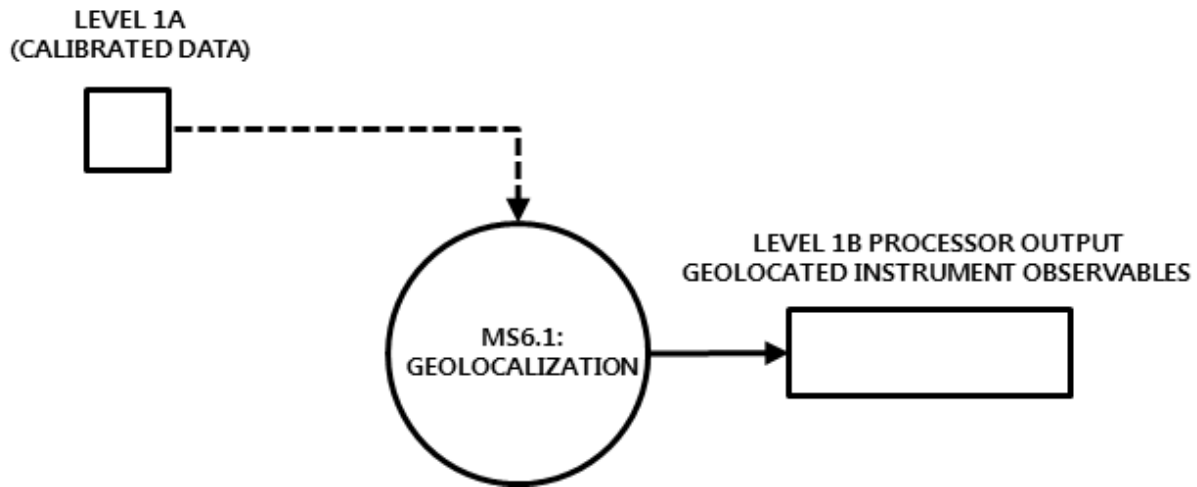 LEVEL 1A
(CALIBRATED DATA)
LEVEL 1B PROCESSOR OUTPUT
GEOLOCATED INSTRUMENT OBSERVABLES
MS6.1:
GEOLOCALIZATION